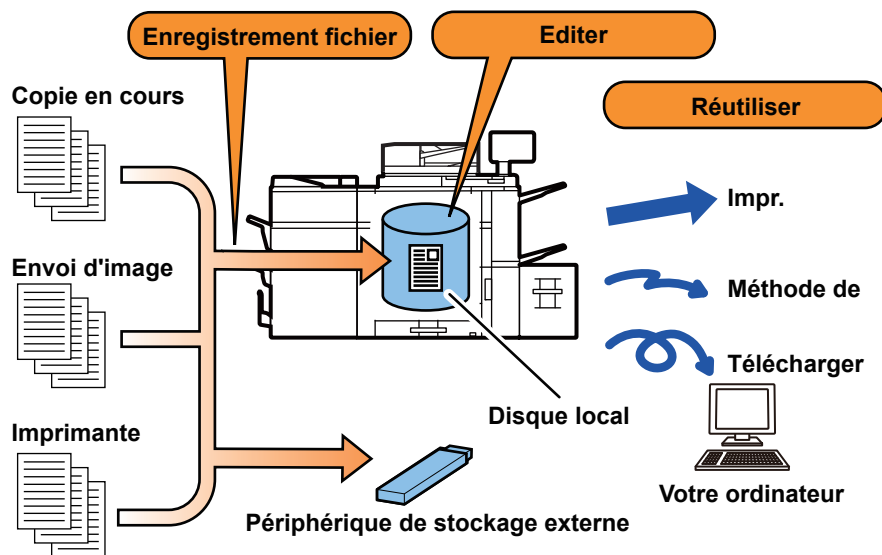 Enregistrement fichier
Editer
Réutiliser
Copie en cours
Envoi d'image
Imprimante
Impr.
Méthode de
Télécharger
Disque local
Périphérique de stockage externe
Votre ordinateur